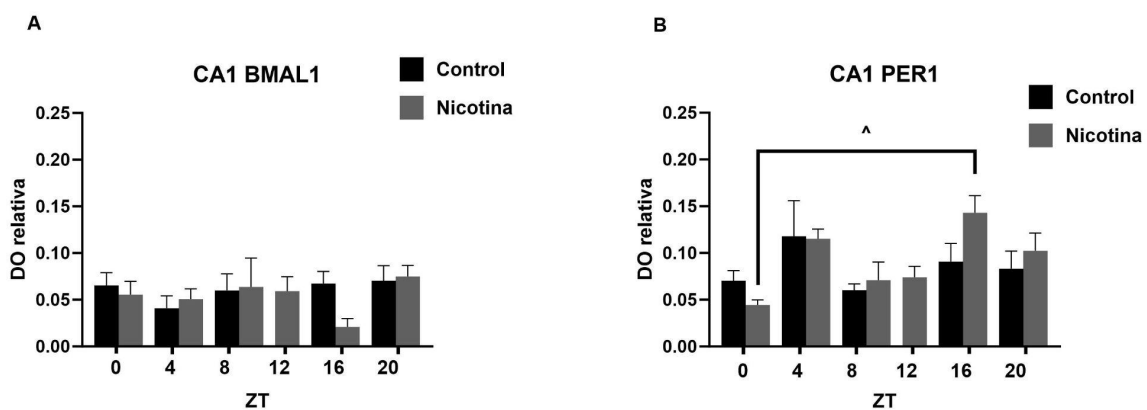 A
CA1 BMAL1
Control
Nicotina
DO relativa
0.25
0.20
0.15
0.10
0.05
0.00
0 4 8 12 16 20
ZT
B
CA1 PER1
Control
Nicotina
^
DO relativa
0.25
0.20
0.15
0.10
0.05
0.00
0 4 8 12 16 20
ZT